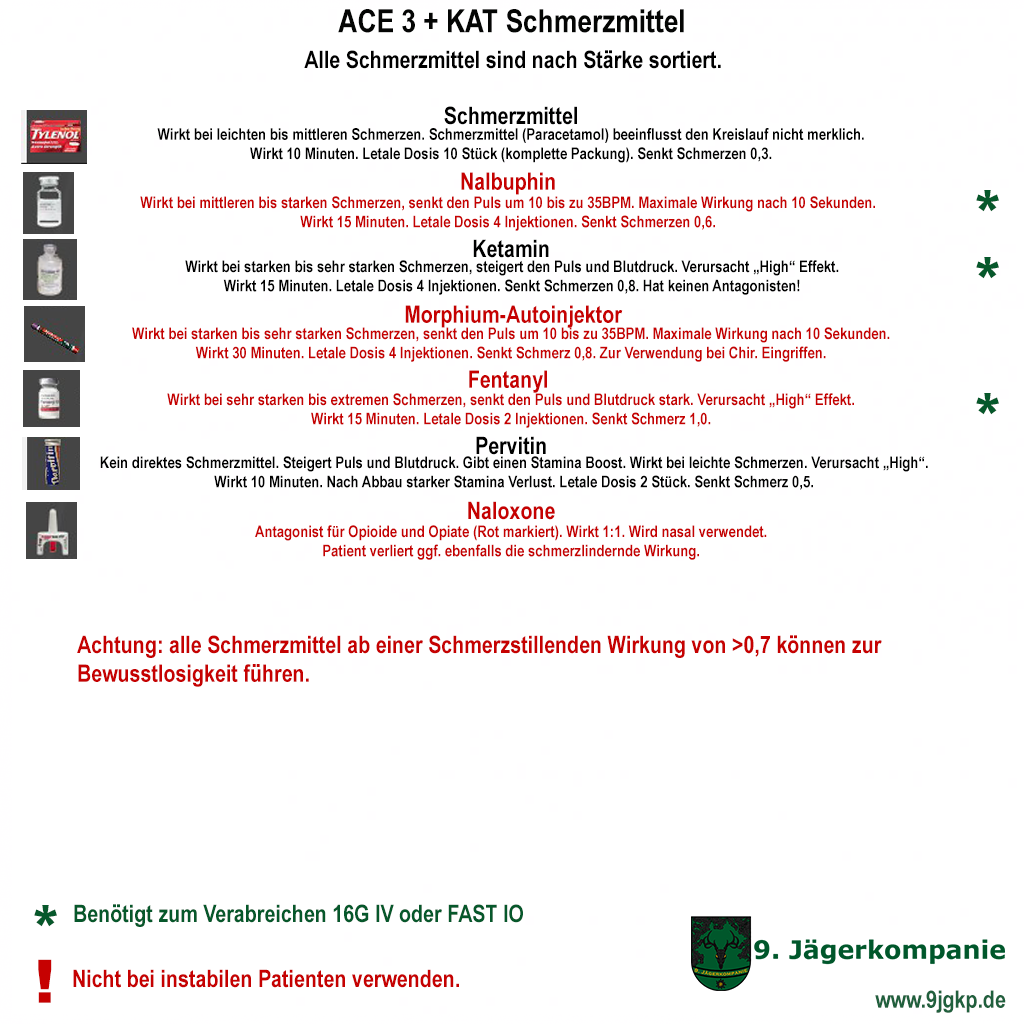 ACE 3 + KAT Schmerzmittel
Alle Schmerzmittel sind nach Stärke sortiert.
TYLENOL
Schmerzmittel
Wirkt bei leichten bis mittleren Schmerzen. Schmerzmittel (Paracetamol) beeinflusst den Kreislauf nicht merklich.
Wirkt 10 Minuten. Letale Dosis 10 Stück (komplette Packung). Senkt Schmerzen 0,3.
Nalbuphin
Wirkt bei mittleren bis starken Schmerzen, senkt den Puls um 10 bis zu 35BPM. Maximale Wirkung nach 10 Sekunden.
Wirkt 15 Minuten. Letale Dosis 4 Injektionen. Senkt Schmerzen 0,6.
*
Ketamin
Wirkt bei starken bis sehr starken Schmerzen, steigert den Puls und Blutdruck. Verursacht „High“ Effekt.
Wirkt 15 Minuten. Letale Dosis 4 Injektionen. Senkt Schmerzen 0,8. Hat keinen Antagonisten!
*
Morphium-Autoinjektor
Wirkt bei starken bis sehr starken Schmerzen, senkt den Puls um 10 bis zu 35BPM. Maximale Wirkung nach 10 Sekunden.
Wirkt 30 Minuten. Letale Dosis 4 Injektionen. Senkt Schmerz 0,8. Zur Verwendung bei Chir. Eingriffen.
Fentanyl
Wirkt bei sehr starken bis extremen Schmerzen, senkt den Puls und Blutdruck stark. Verursacht „High“ Effekt.
Wirkt 15 Minuten. Letale Dosis 2 Injektionen. Senkt Schmerz 1,0.
*
Pervitin
Kein direktes Schmerzmittel. Steigert Puls und Blutdruck. Gibt einen Stamina Boost. Wirkt bei leichte Schmerzen. Verursacht „High“.
Wirkt 10 Minuten. Nach Abbau starker Stamina Verlust. Letale Dosis 2 Stück. Senkt Schmerz 0,5.
Naloxone
Antagonist für Opioide und Opiate (Rot markiert). Wirkt 1:1. Wird nasal verwendet.
Patient verliert ggf. ebenfalls die schmerzlindernde Wirkung.
Achtung: alle Schmerzmittel ab einer Schmerzstillenden Wirkung von >0,7 können zur
Bewusstlosigkeit führen.
* Benötigt zum Verabreichen 16G IV oder FAST IO
! Nicht bei instabilen Patienten verwenden.
9. JÄGERKOMPANIE
9. Jägerkompanie
www.9jgkp.de